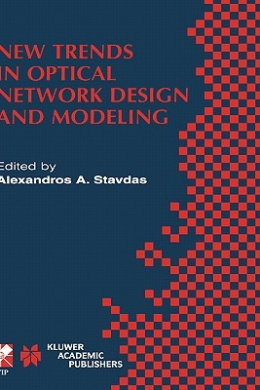 NEW TRENDS
IN OPTICAL
NETWORK DESIGN
AND MODELING
Edited by
Alexandros A. Stavdas
KLUWER
ACADEMIC
PUBLISHERS